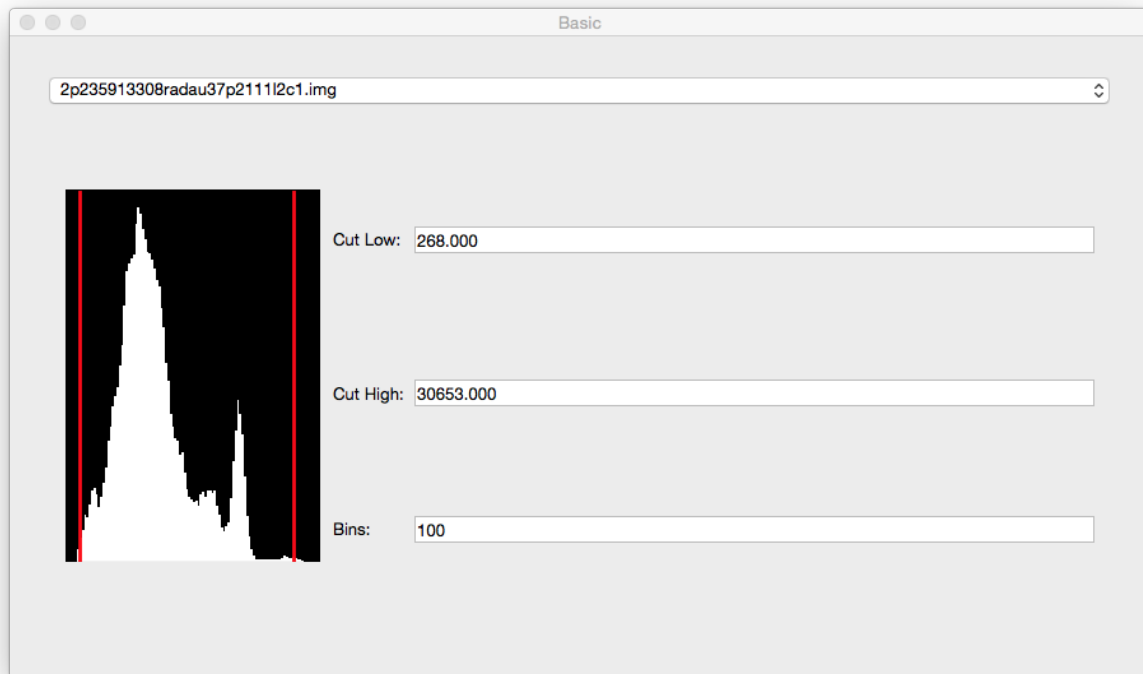 Basic
2p235913308radau37p2111l2c1.img
Cut Low: 268.000
Cut High: 30653.000
Bins: 100